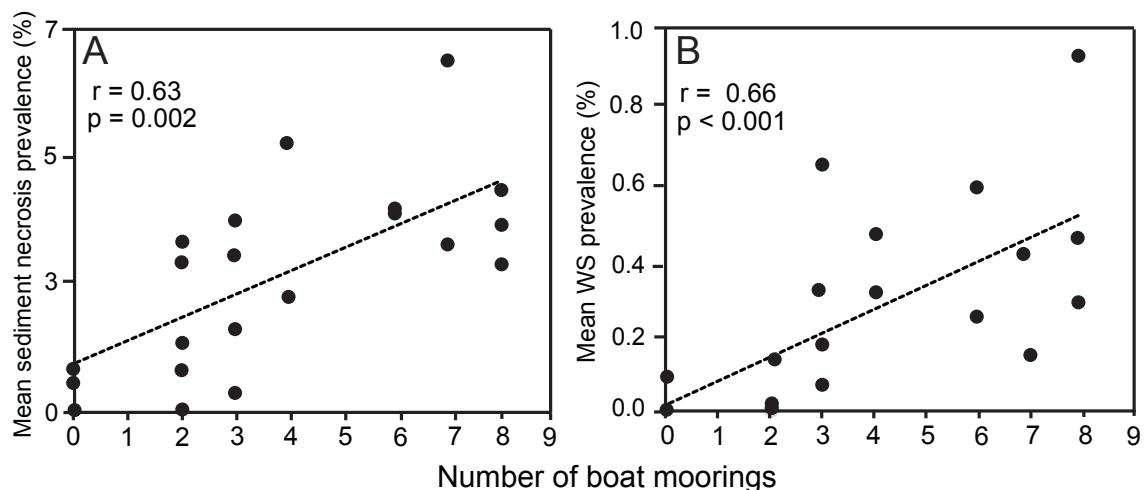 Mean sediment necrosis prevalence (%)
7
5
3
0
A
r = 0.63
p = 0.002
0 1 2 3 4 5 6 7 8 9
Mean WS prevalence (%)
1.0
0.8
0.6
0.4
0.2
0.0
B
r = 0.66
p < 0.001
0 1 2 3 4 5 6 7 8 9
Number of boat moorings